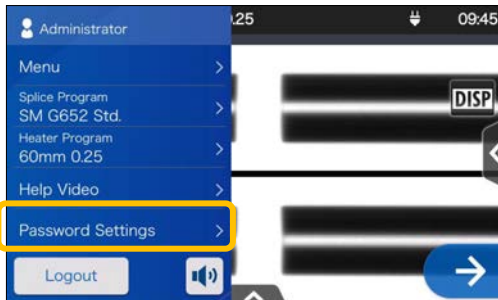 Administrator
.25
09:45
Menu
Splice Program
SM G652 Std.
DISP
Heater Program
60mm 0.25
Help Video
Password Settings
Logout